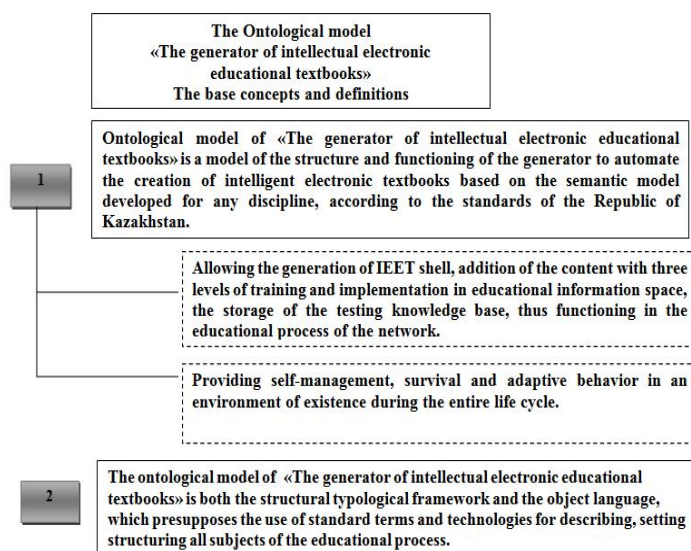 The Ontological model
«The generator of intellectual electronic
educational textbooks»
The base concepts and definitions
1
Ontological model of «The generator of intellectual electronic educational
textbooks» is a model of the structure and functioning of the generator to automate
the creation of intelligent electronic textbooks based on the semantic model
developed for any discipline, according to the standards of the Republic of
Kazakhstan.
Allowing the generation of IEET shell, addition of the content with three
levels of training and implementation in educational information space,
the storage of the testing knowledge base, thus functioning in the
educational process of the network.
Providing self-management, survival and adaptive behavior in an
environment of existence during the entire life cycle.
2
The ontological model of «The generator of intellectual electronic educational
textbooks» is both the structural typological framework and the object language,
which presupposes the use of standard terms and technologies for describing, setting
structuring all subjects of the educational process.